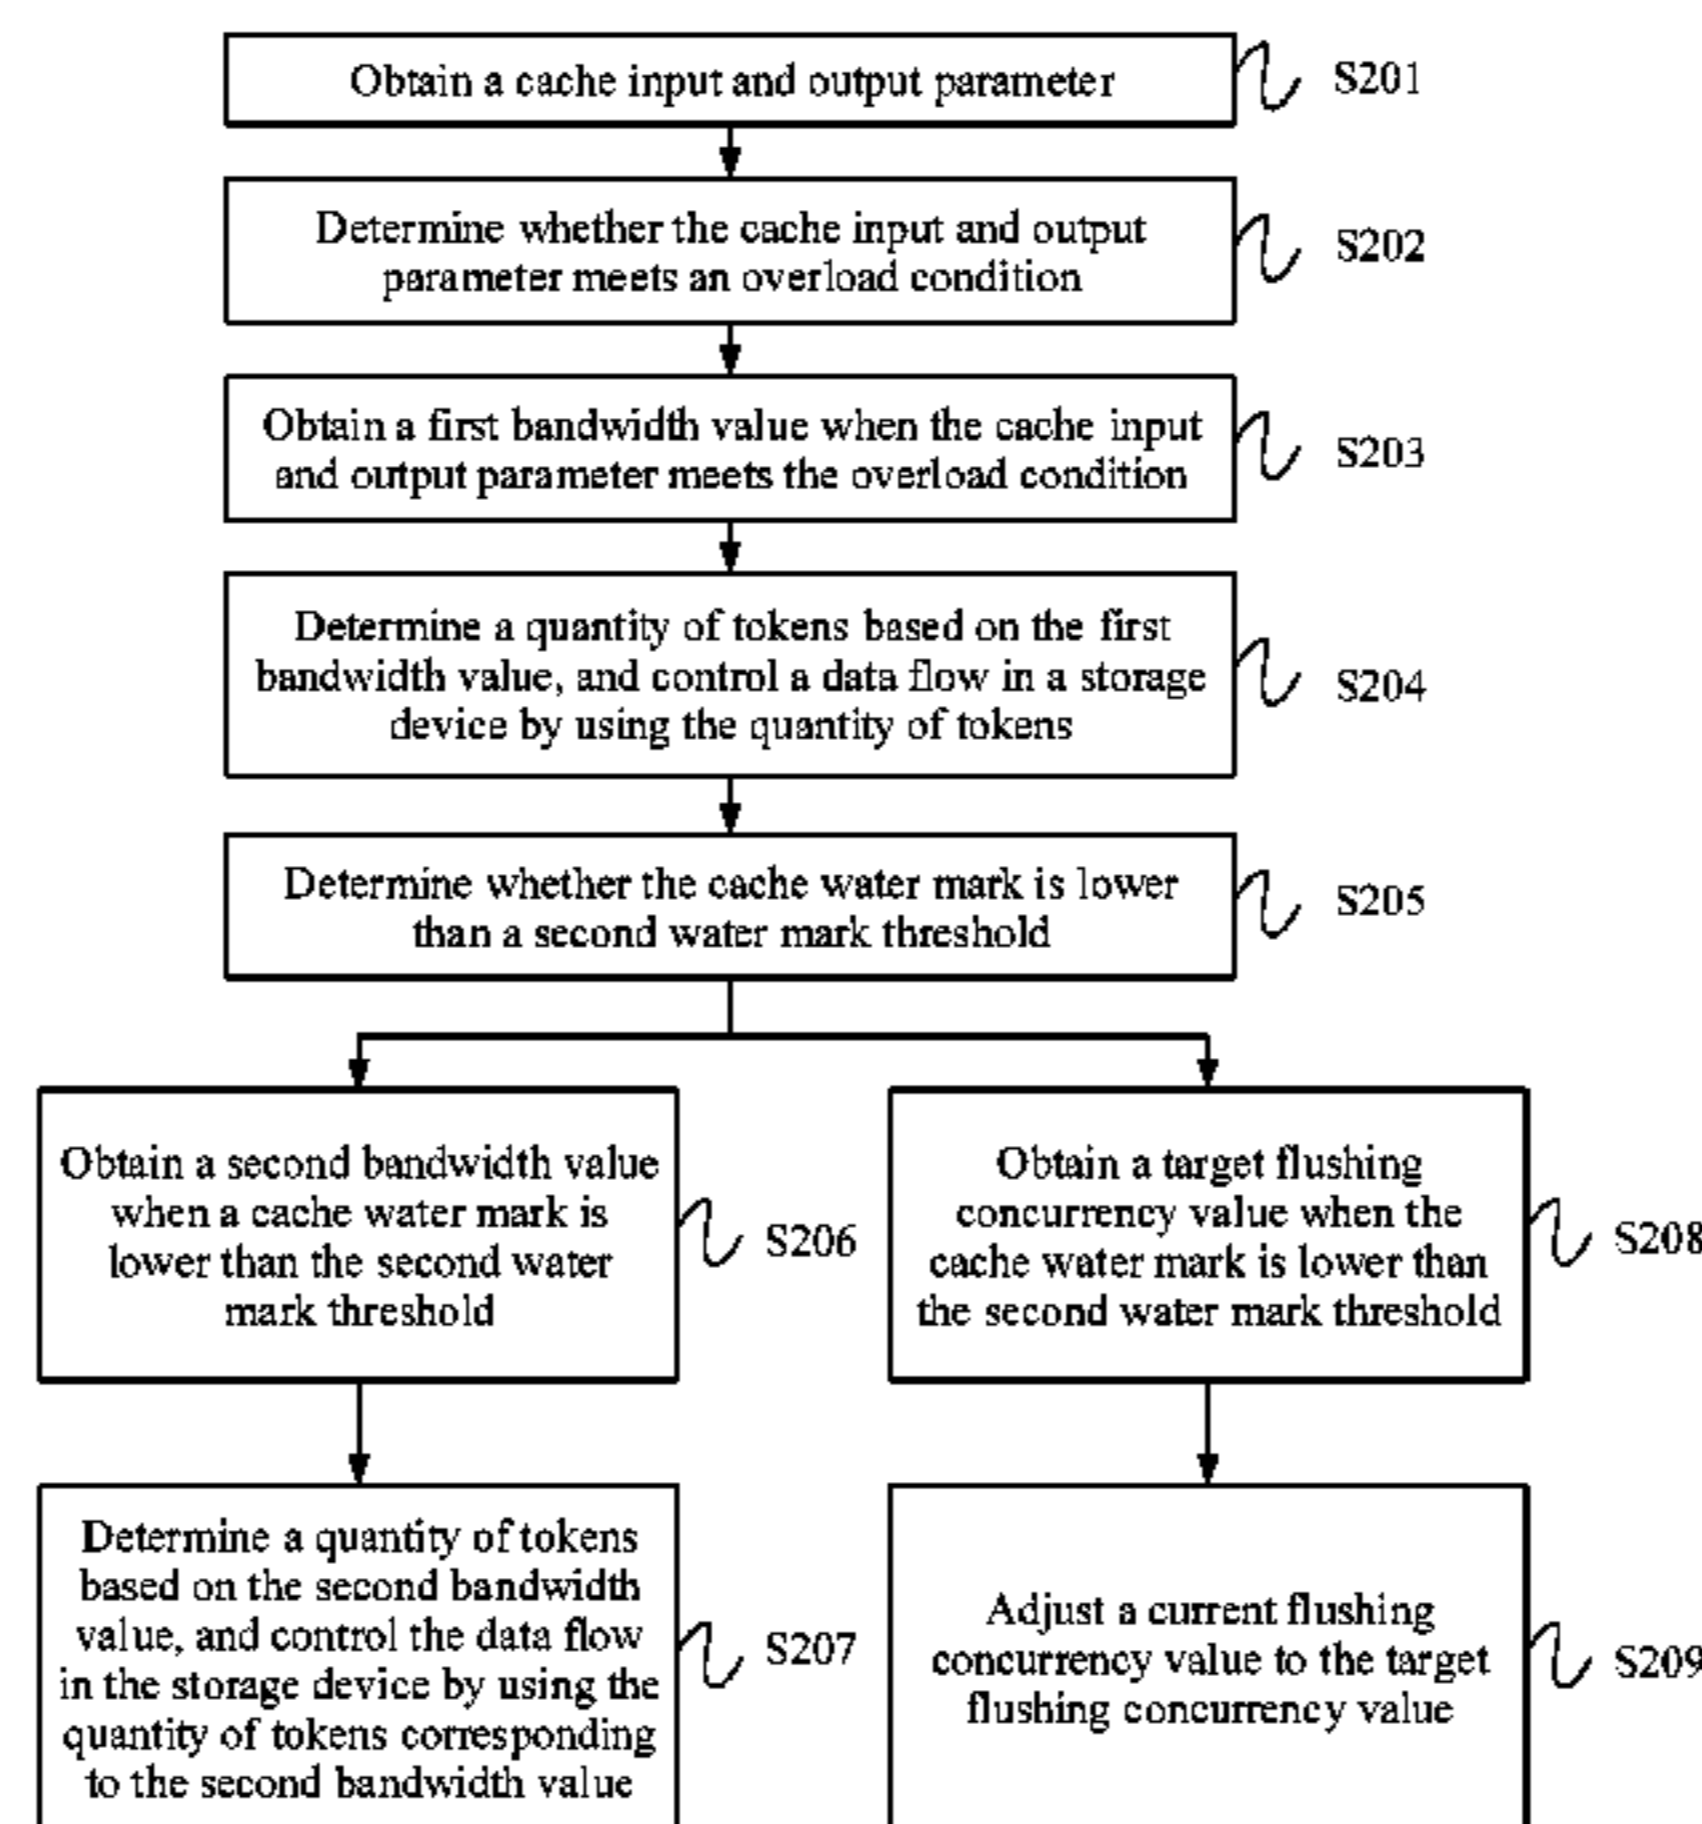 Obtain a cache input and output parameter
S201
Determine whether the cache input and output
parameter meets an overload condition
S202
Obtain a first bandwidth value when the cache input
and output parameter meets the overload condition
S203
Determine a quantity of tokens based on the first
bandwidth value, and control a data flow in a storage
device by using the quantity of tokens
S204
Determine whether the cache water mark is lower
than a second water mark threshold
S205
Obtain a second bandwidth value
when a cache water mark is
lower than the second water
mark threshold
S206
Obtain a target flushing
concurrency value when the
cache water mark is lower than
the second water mark threshold
S208
Determine a quantity of tokens
based on the second bandwidth
value, and control the data flow
in the storage device by using the
quantity of tokens corresponding
to the second bandwidth value
S207
Adjust a current flushing
concurrency value to the target
flushing concurrency value
S209